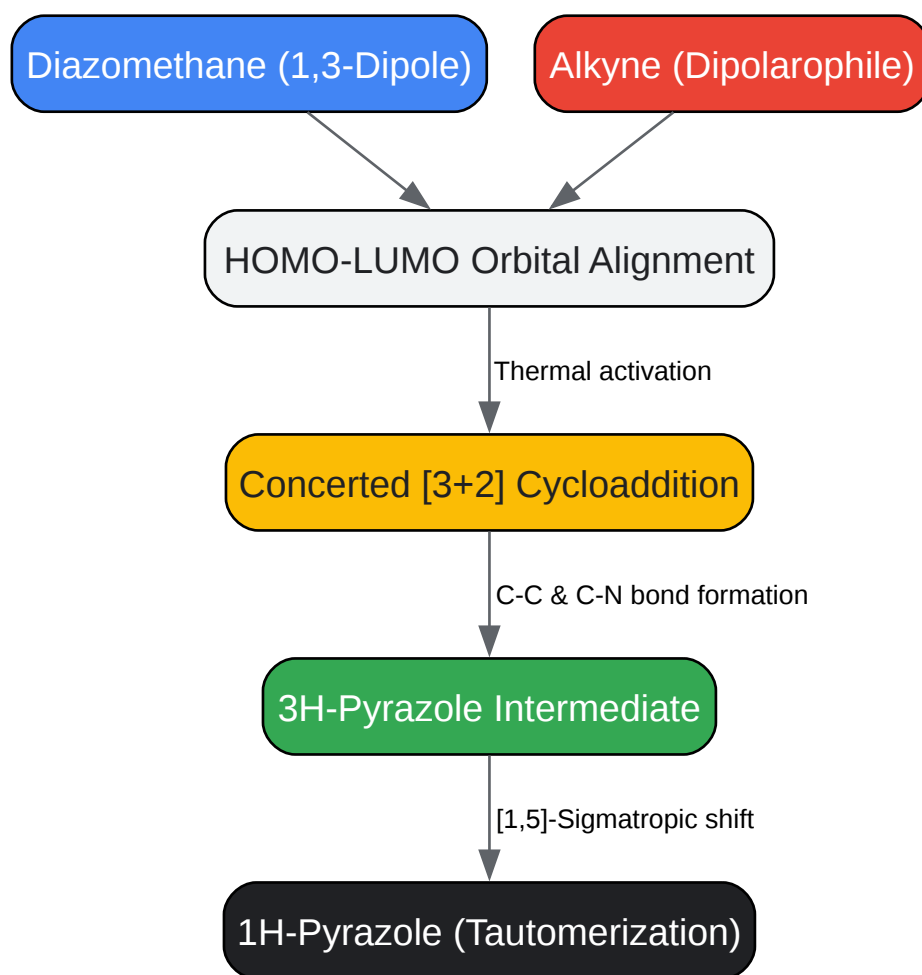 Diazomethane (1,3-Dipole)
Alkyne (Dipolarophile)
HOMO-LUMO Orbital Alignment
Thermal activation
Concerted [3+2] Cycloaddition
C-C & C-N bond formation
3H-Pyrazole Intermediate
[1,5]-Sigmatropic shift
1H-Pyrazole (Tautomerization)